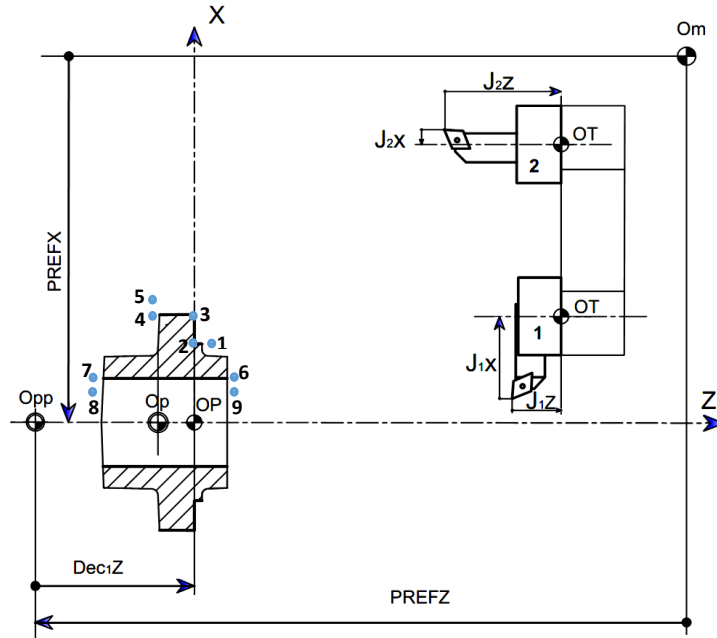 X
Om
J₂Z
J₂X
OT
2
PREFX
5
4
3
2
1
OT
1
J₁X
J₁Z
7
6
8
9
Opp
Op
OP
Z
Dec₁Z
PREFZ